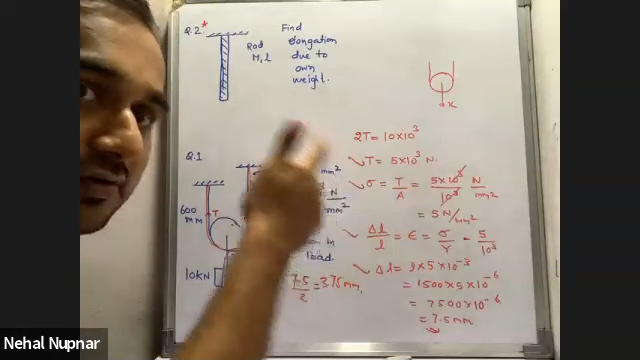 Q.2*
Find
elongation
due to
own
weight.
Rod
M, l
x
2T = 10×10³
T = 5×10³ N.
σ = T/A = 5×10³/10³ N/mm²
= 5 N/mm²
Δl/l = ε = σ/Y = 5/10³
Δl = l×5×10⁻³
= 1500×5×10⁻⁶
= 7500×10⁻⁶
= 7.5 mm
Q.1
mm²
N/mm²
600
mm
T
in
load.
10KN
7.5/2 = 3.75 mm,
Nehal Nupnar